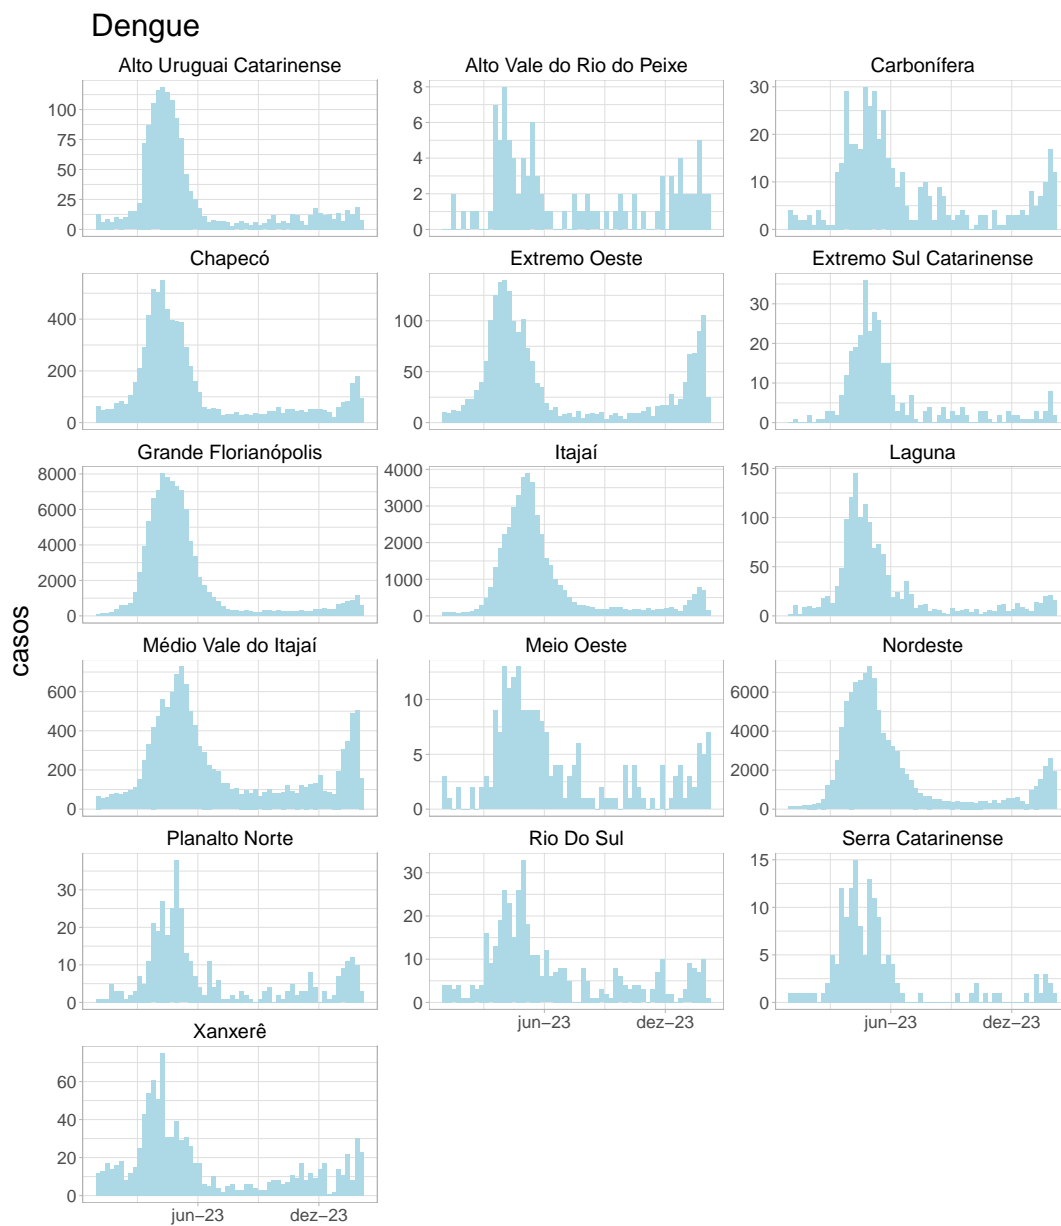 Dengue
Alto Uruguai Catarinense
Alto Vale do Rio do Peixe
Carbonífera
100
75
50
25
0
8
6
4
2
0
30
20
10
0
Chapecó
Extremo Oeste
Extremo Sul Catarinense
400
200
0
100
50
0
30
20
10
0
Grande Florianópolis
Itajaí
Laguna
8000
6000
4000
2000
0
4000
3000
2000
1000
0
150
100
50
0
casos
Médio Vale do Itajaí
Meio Oeste
Nordeste
600
400
200
0
10
5
0
6000
4000
2000
0
Planalto Norte
Rio Do Sul
Serra Catarinense
30
20
10
0
30
20
10
0
15
10
5
0
jun−23
dez−23
jun−23
dez−23
Xanxerê
60
40
20
0
jun−23
dez−23